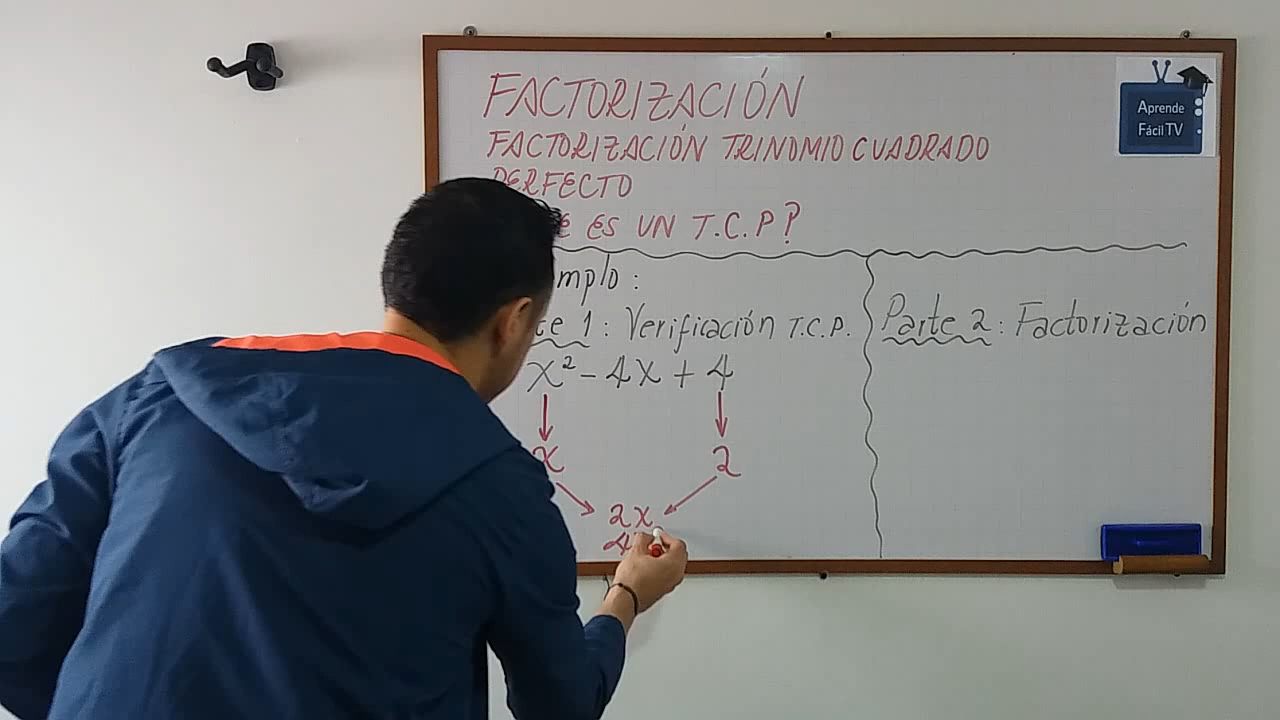 FACTORIZACIÓN
Aprende
Fácil TV
FACTORIZACIÓN TRINOMIO CUADRADO
PERFECTO
ES UN T.C.P?
mplo:
1: Verificación T.C.P.
Parte 2: Factorización
x² - 4x + 4
x 2
2x
4